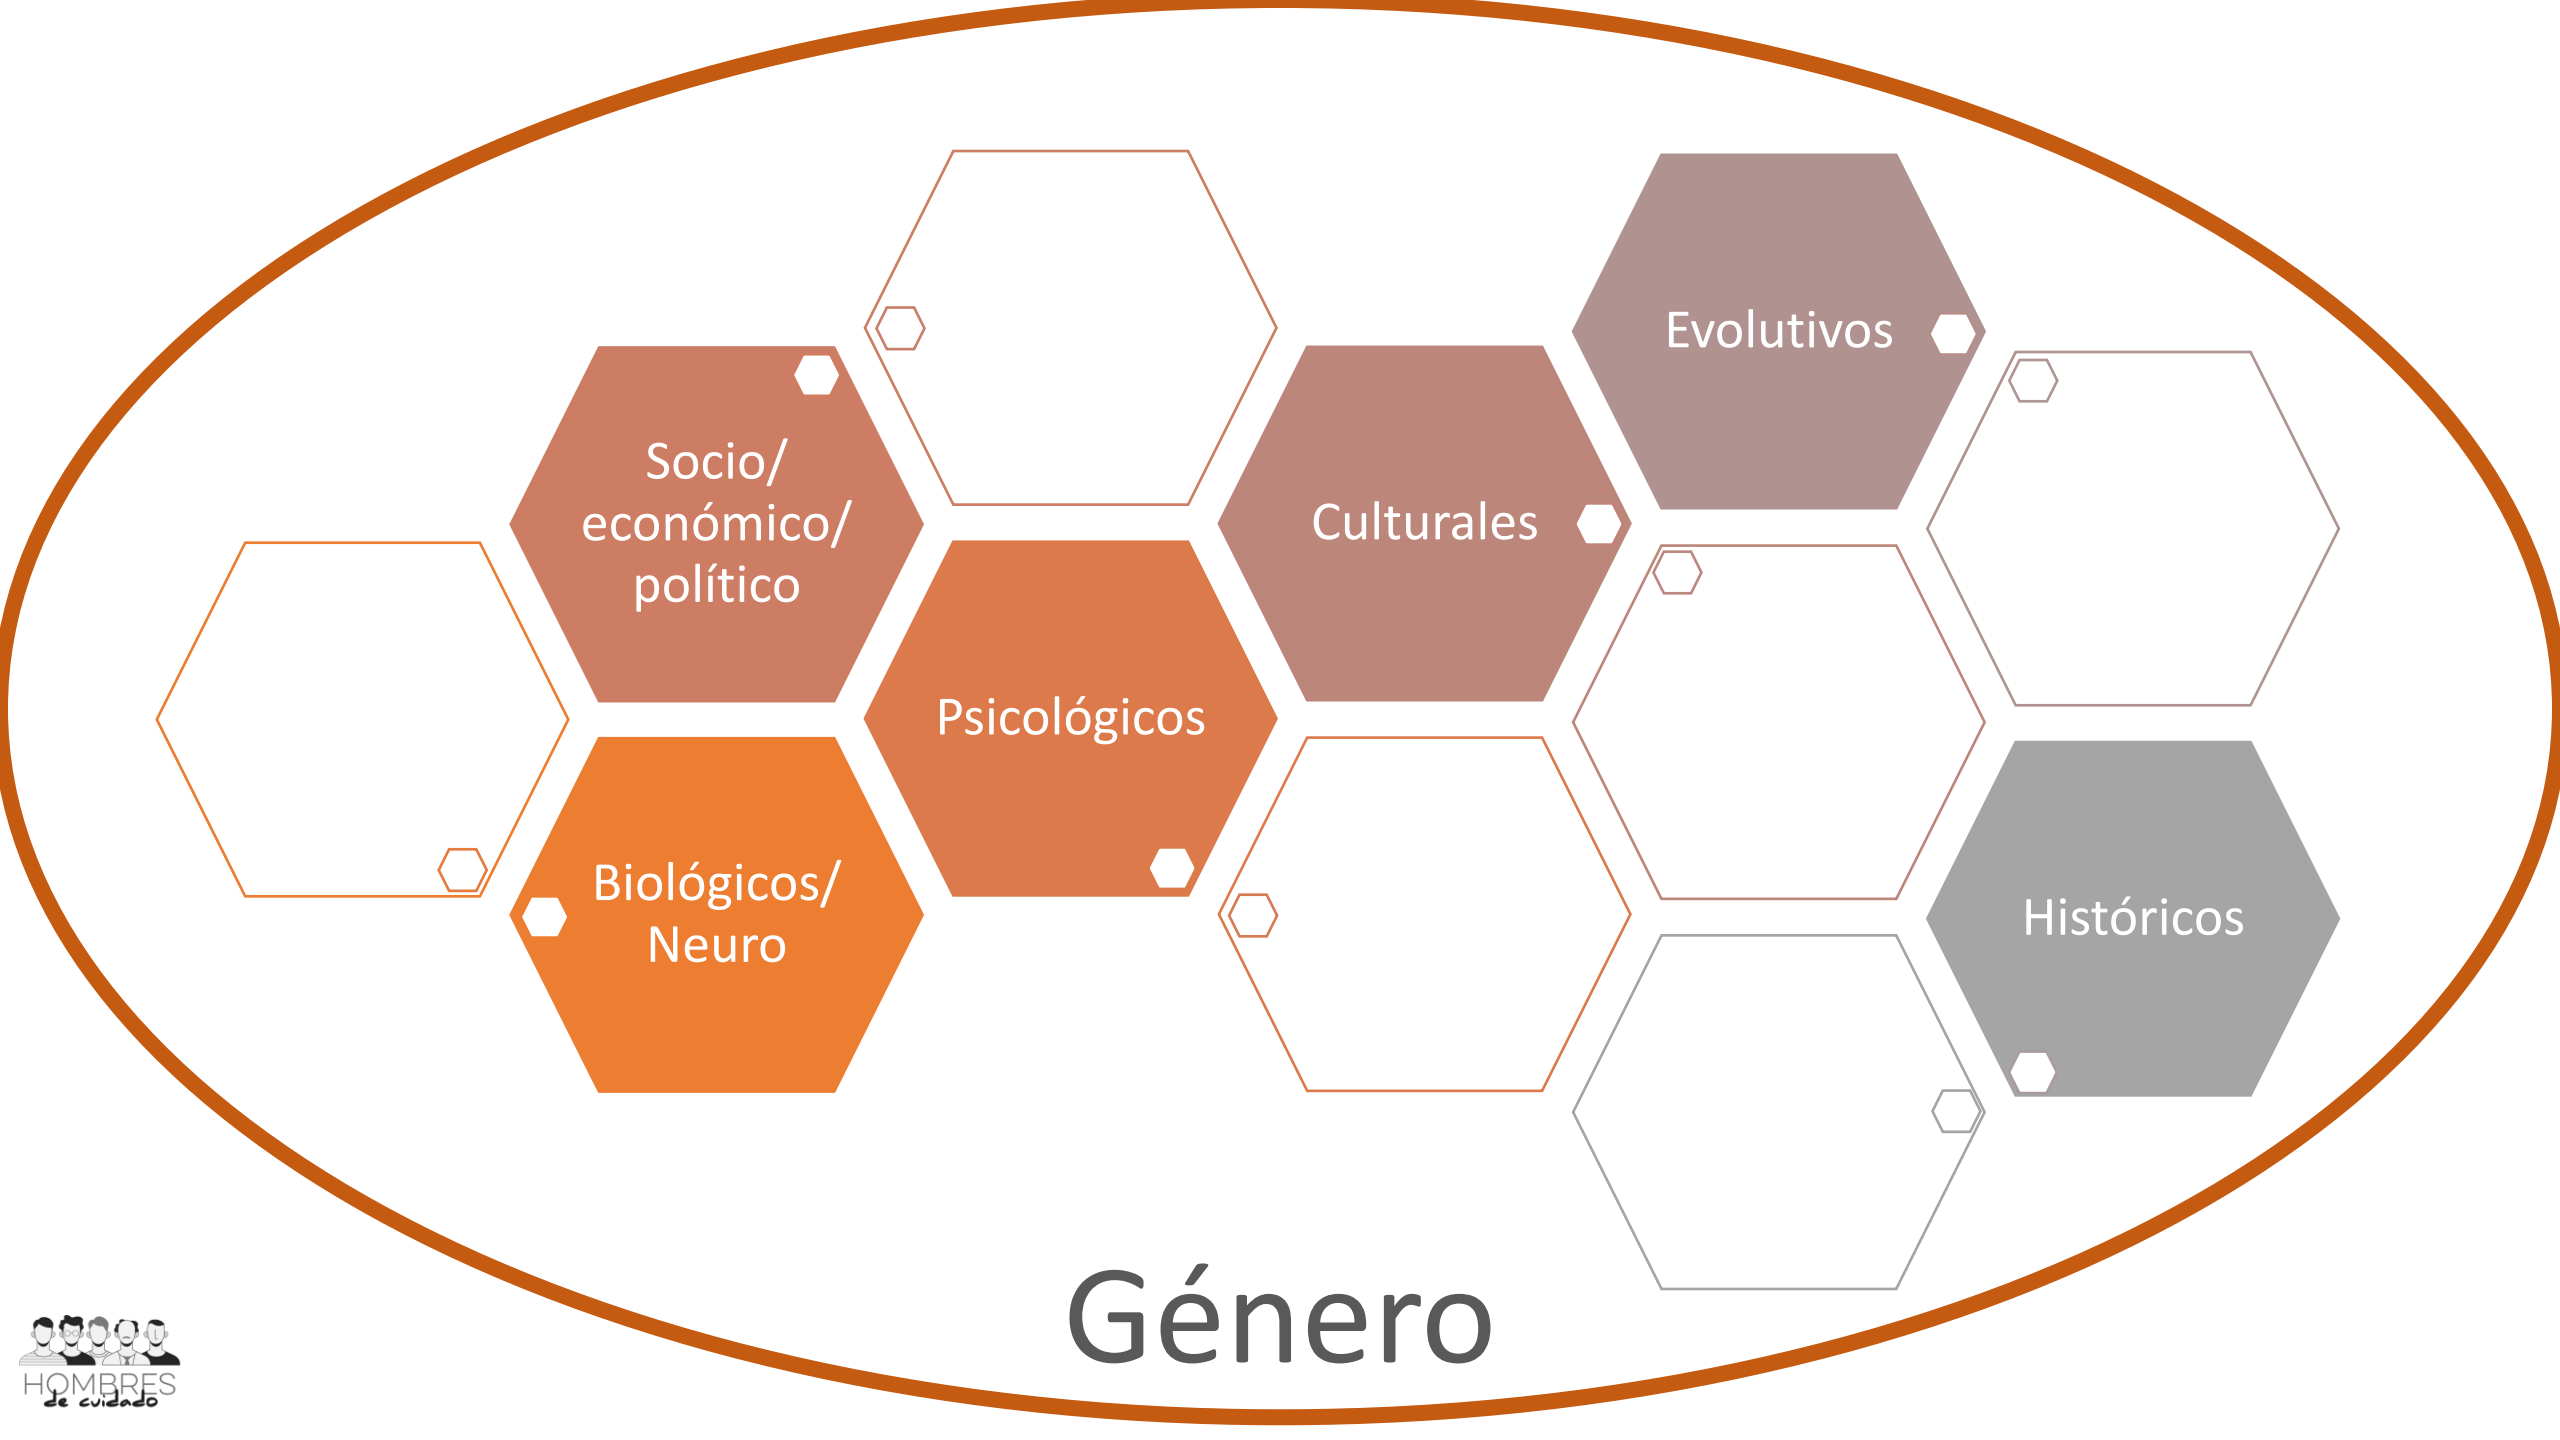 Evolutivos
Socio/
económico/
político
Culturales
Psicológicos
Biológicos/
Neuro
Históricos
Género
HOMBRES
de cuidado